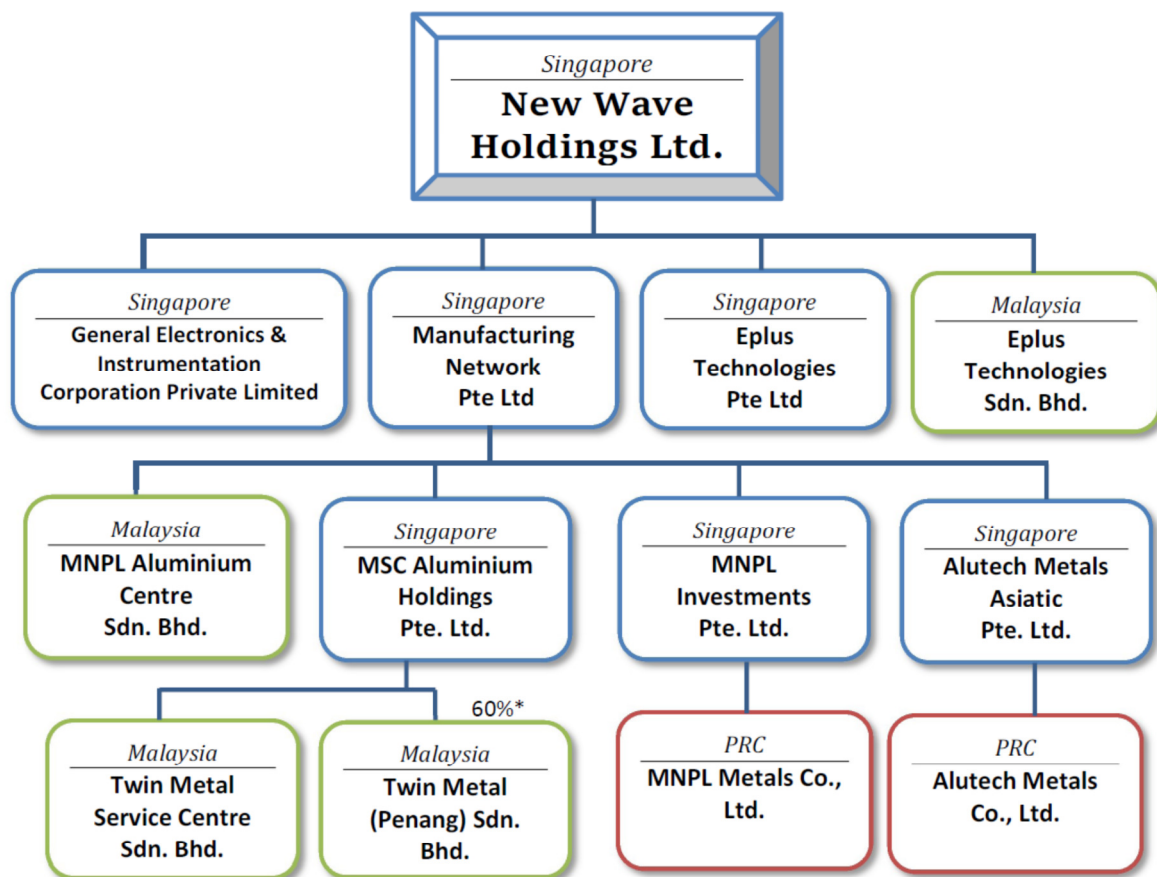 Singapore
New Wave
Holdings Ltd.
Singapore
General Electronics &
Instrumentation
Corporation Private Limited
Singapore
Manufacturing
Network
Pte Ltd
Singapore
Eplus
Technologies
Pte Ltd
Malaysia
Eplus
Technologies
Sdn. Bhd.
Malaysia
MNPL Aluminium
Centre
Sdn. Bhd.
Singapore
MSC Aluminium
Holdings
Pte. Ltd.
Singapore
MNPL
Investments
Pte. Ltd.
Singapore
Alutech Metals
Asiatic
Pte. Ltd.
Malaysia
Twin Metal
Service Centre
Sdn. Bhd.
60%*
Malaysia
Twin Metal
(Penang) Sdn.
Bhd.
PRC
MNPL Metals Co.,
Ltd.
PRC
Alutech Metals
Co., Ltd.